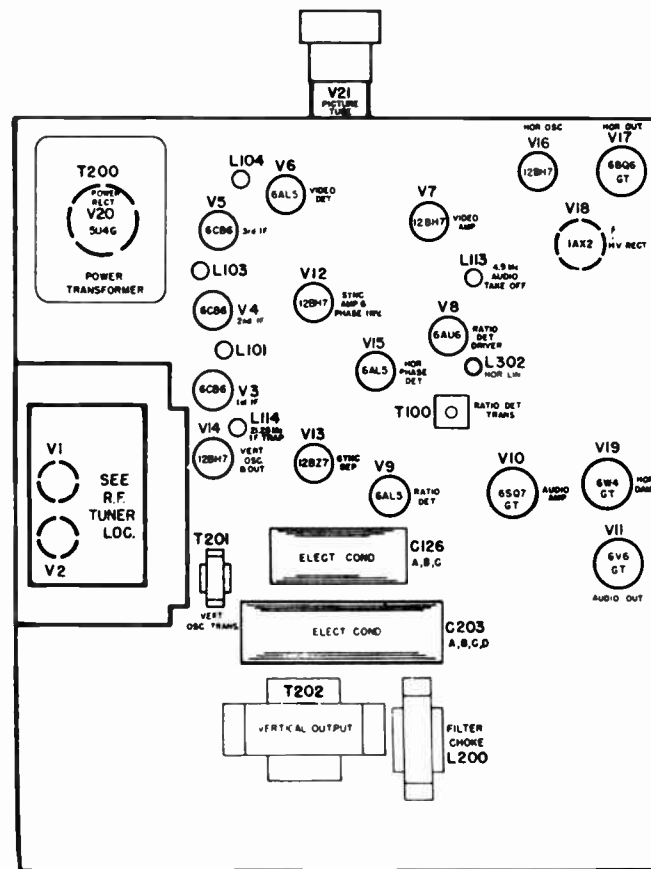 V21
PICTURE
TUBE
T200
POWER
RECT
V20
5U4G
POWER
TRANSFORMER
L104
V6
6AL5
VIDEO
DET
V5
6CB6
3rd IF
L103
V4
6CB6
2nd IF
L101
V3
6CB6
1st IF
L114
IF TRAP
V14
12BH7
VERT
OSC
OUT
V12
12BH7
SYNC
AMP &
PHASE INV.
V7
12BH7
VIDEO
AMP
HOR OSC
V16
12BH7
HOR OUT
V17
6BQ6
GT
V18
1AX2
HV RECT
L113
4.9 Mc
AUDIO
TAKE OFF
V8
6AU6
RATIO
DET
DRIVER
V15
6AL5
HOR
PHASE
DET
L302
HOR LIN
T100
RATIO DET
TRANS
V13
12BZ7
SYNC
SEP
V9
6AL5
RATIO
DET
V10
6SQ7
GT
AUDIO
AMP
V19
6W4
GT
HOR
DAM
V11
6V6
GT
AUDIO OUT
V1
V2
SEE
R.F.
TUNER
LOC.
T201
VERT
OSC TRANS
ELECT COND
C126
A,B,C
ELECT COND
C203
A,B,C,D
T202
VERTICAL OUTPUT
FILTER
CHOKE
L200